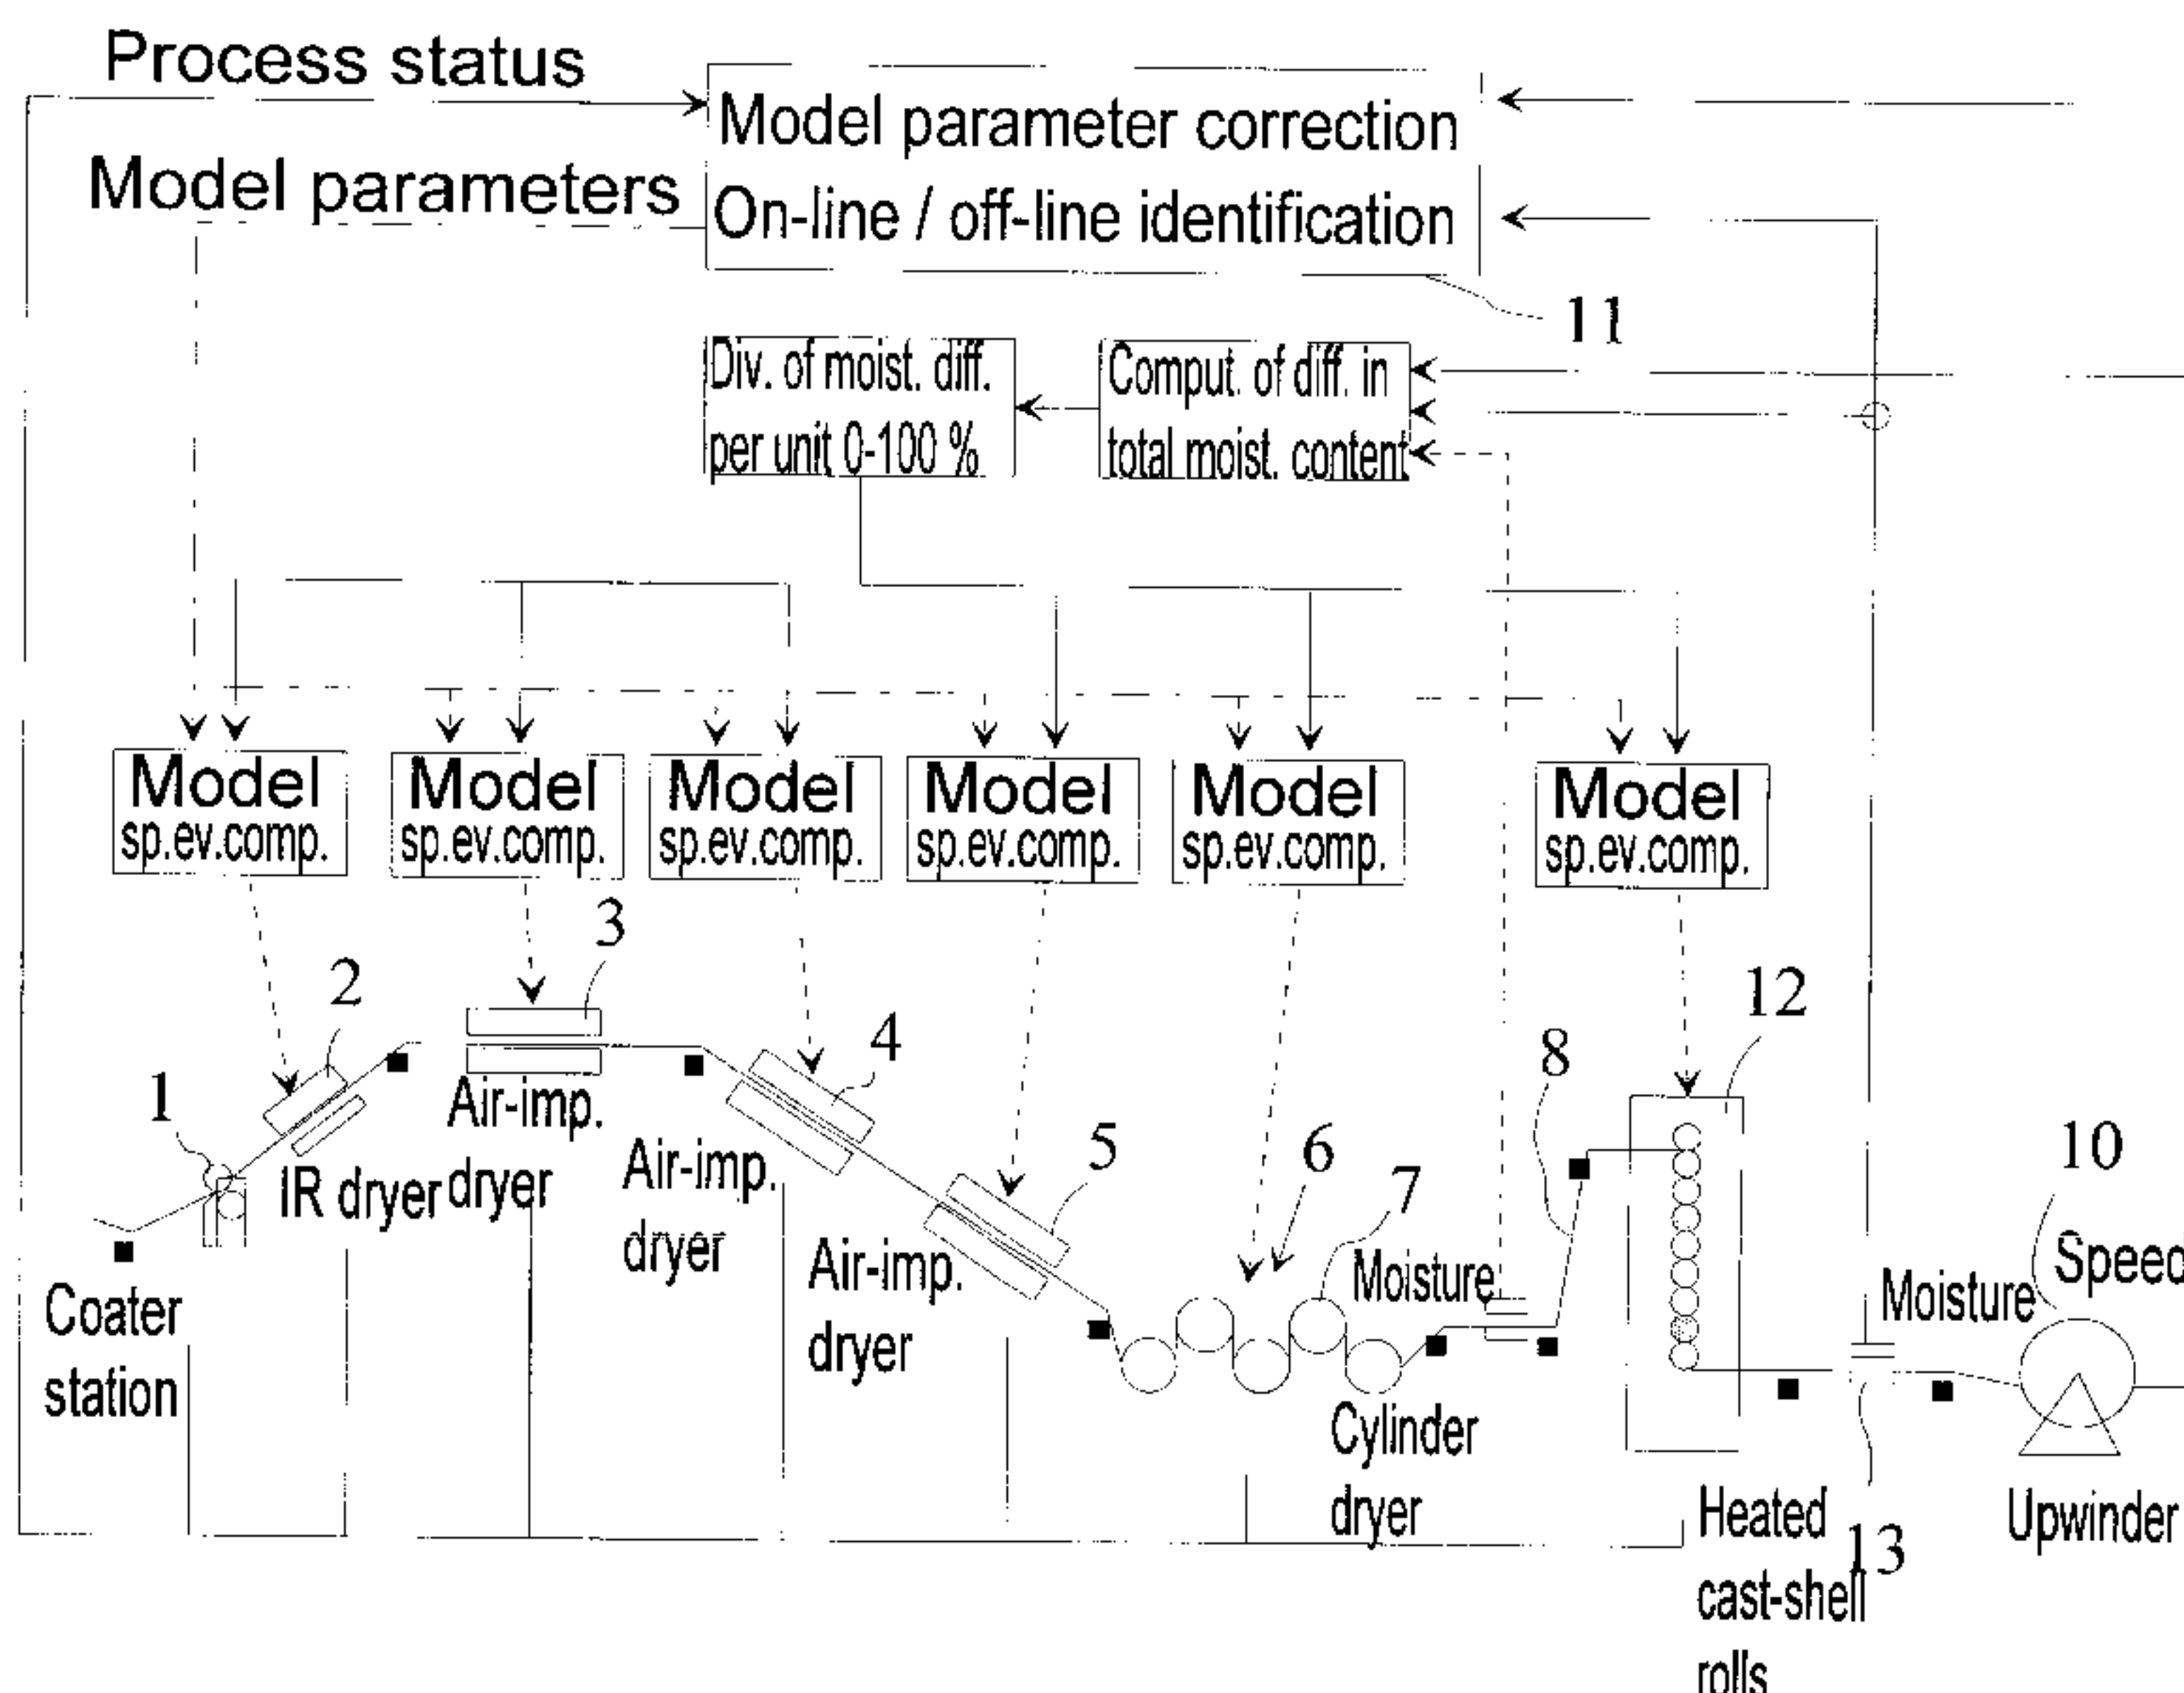 Process status
Model parameter correction
Model parameters
On-line / off-line identification
11
Div. of moist. diff.
per unit 0-100 %
Comput. of diff. in
total moist. content
Model
sp.ev.comp.
Model
sp.ev.comp.
Model
sp.ev.comp.
Model
sp.ev.comp.
Model
sp.ev.comp.
Model
sp.ev.comp.
1
2
3
4
5
6
7
8
12
10
Coater
station
IR dryer
Air-imp.
dryer
Air-imp.
dryer
Air-imp.
dryer
Moisture
Cylinder
dryer
Moisture
Speed
Heated
cast-shell
rolls
13
Upwinder